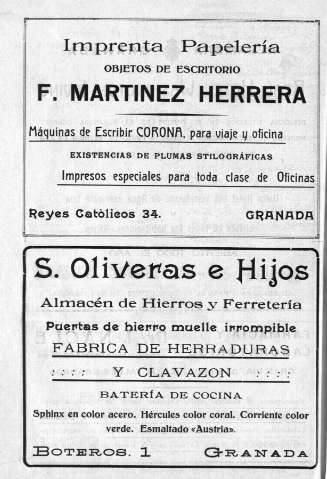 Imprenta Papelería
OBJETOS DE ESCRITORIO
F. MARTINEZ HERRERA
Máquinas de Escribir CORONA, para viaje y oficina
EXISTENCIAS DE PLUMAS STILOGRÁFICAS
Impresos especiales para toda clase de Oficinas
Reyes Católicos 34. GRANADA
S. Oliveras e Hijos
Almacén de Hierros y Ferretería
Puertas de hierro muelle irrompible
FABRICA DE HERRADURAS
:::: Y CLAVAZON ::::
BATERÍA DE COCINA
Sphinx en color acero. Hércules color coral. Corriente color
verde. Esmaltado «Austria».
BOTEROS. 1 GRANADA